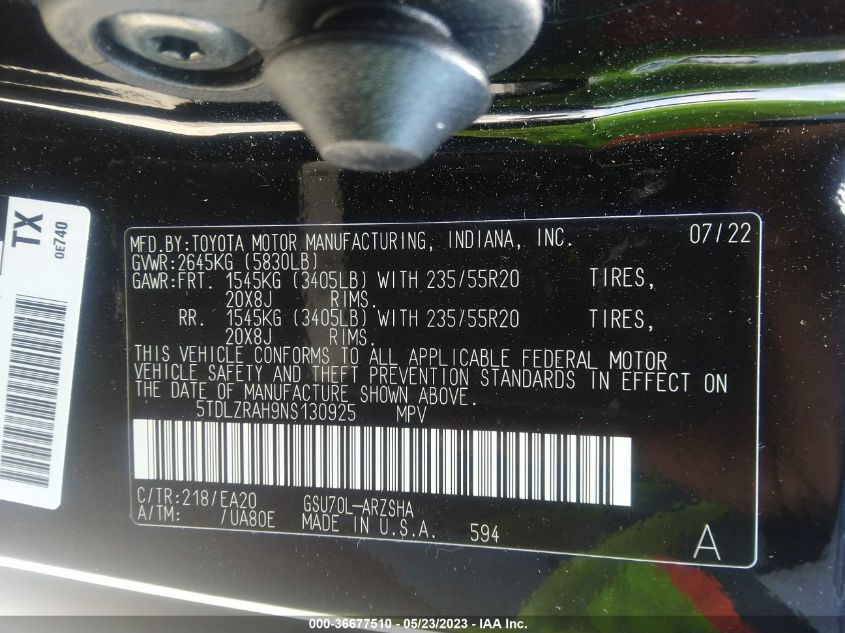 TX
0E740
MFD.BY:TOYOTA MOTOR MANUFACTURING, INDIANA, INC. 07/22
GVWR:2645KG (5830LB)
GAWR:FRT. 1545KG (3405LB) WITH 235/55R20 TIRES,
20X8J RIMS.
RR. 1545KG (3405LB) WITH 235/55R20 TIRES,
20X8J RIMS.
THIS VEHICLE CONFORMS TO ALL APPLICABLE FEDERAL MOTOR
VEHICLE SAFETY AND THEFT PREVENTION STANDARDS IN EFFECT ON
THE DATE OF MANUFACTURE SHOWN ABOVE.
5TDLZRAH9NS130925 MPV
C/TR:218/EA20 GSU70L-ARZSHA
A/TM: /UA80E MADE IN U.S.A. 594
A
000-36677510 - 05/23/2023 - IAA Inc.